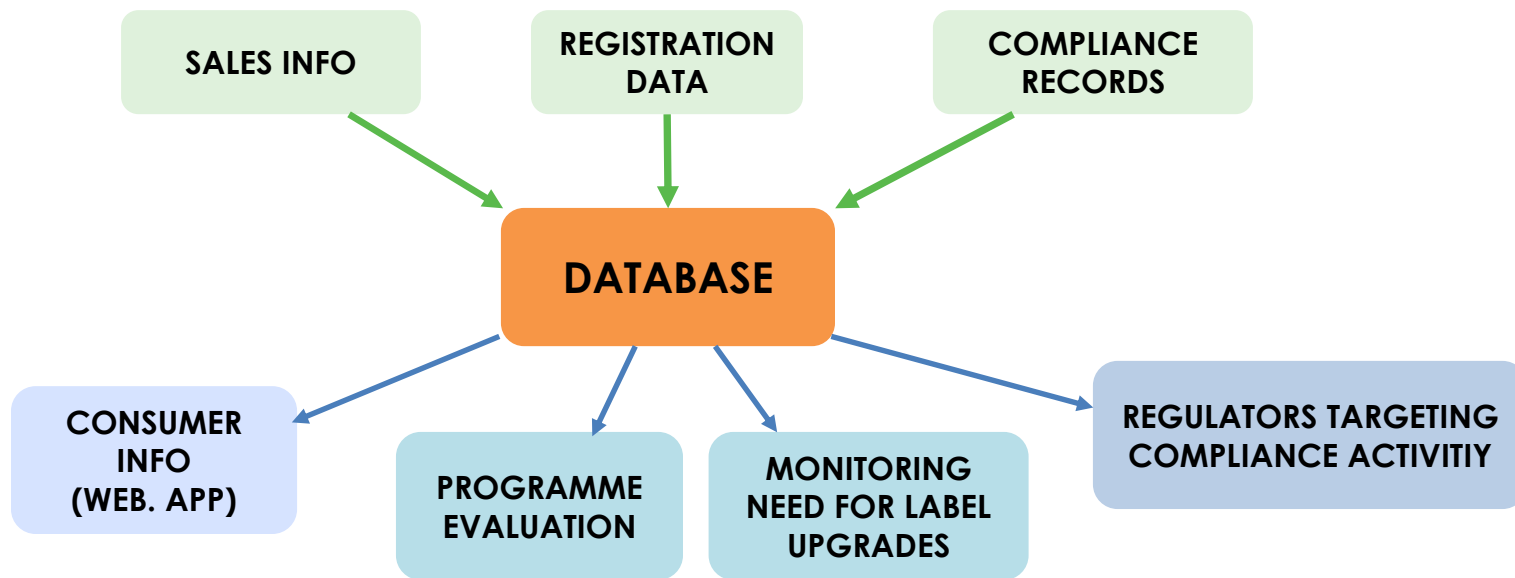 SALES INFO
REGISTRATION
DATA
COMPLIANCE
RECORDS
DATABASE
CONSUMER
INFO
(WEB. APP)
PROGRAMME
EVALUATION
MONITORING
NEED FOR LABEL
UPGRADES
REGULATORS TARGETING
COMPLIANCE ACTIVITIY